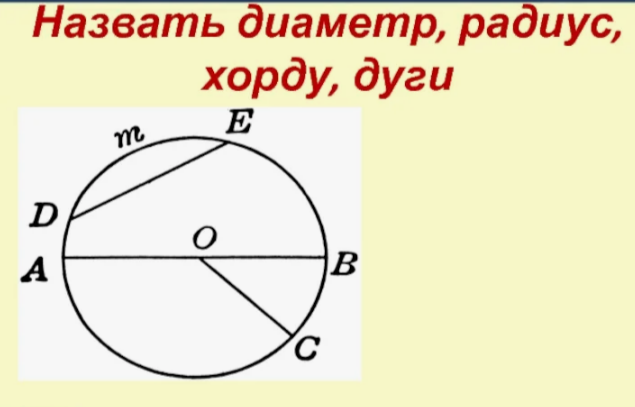 Назвать диаметр, радиус,
хорду, дуги
m
E
D
O
A
B
C